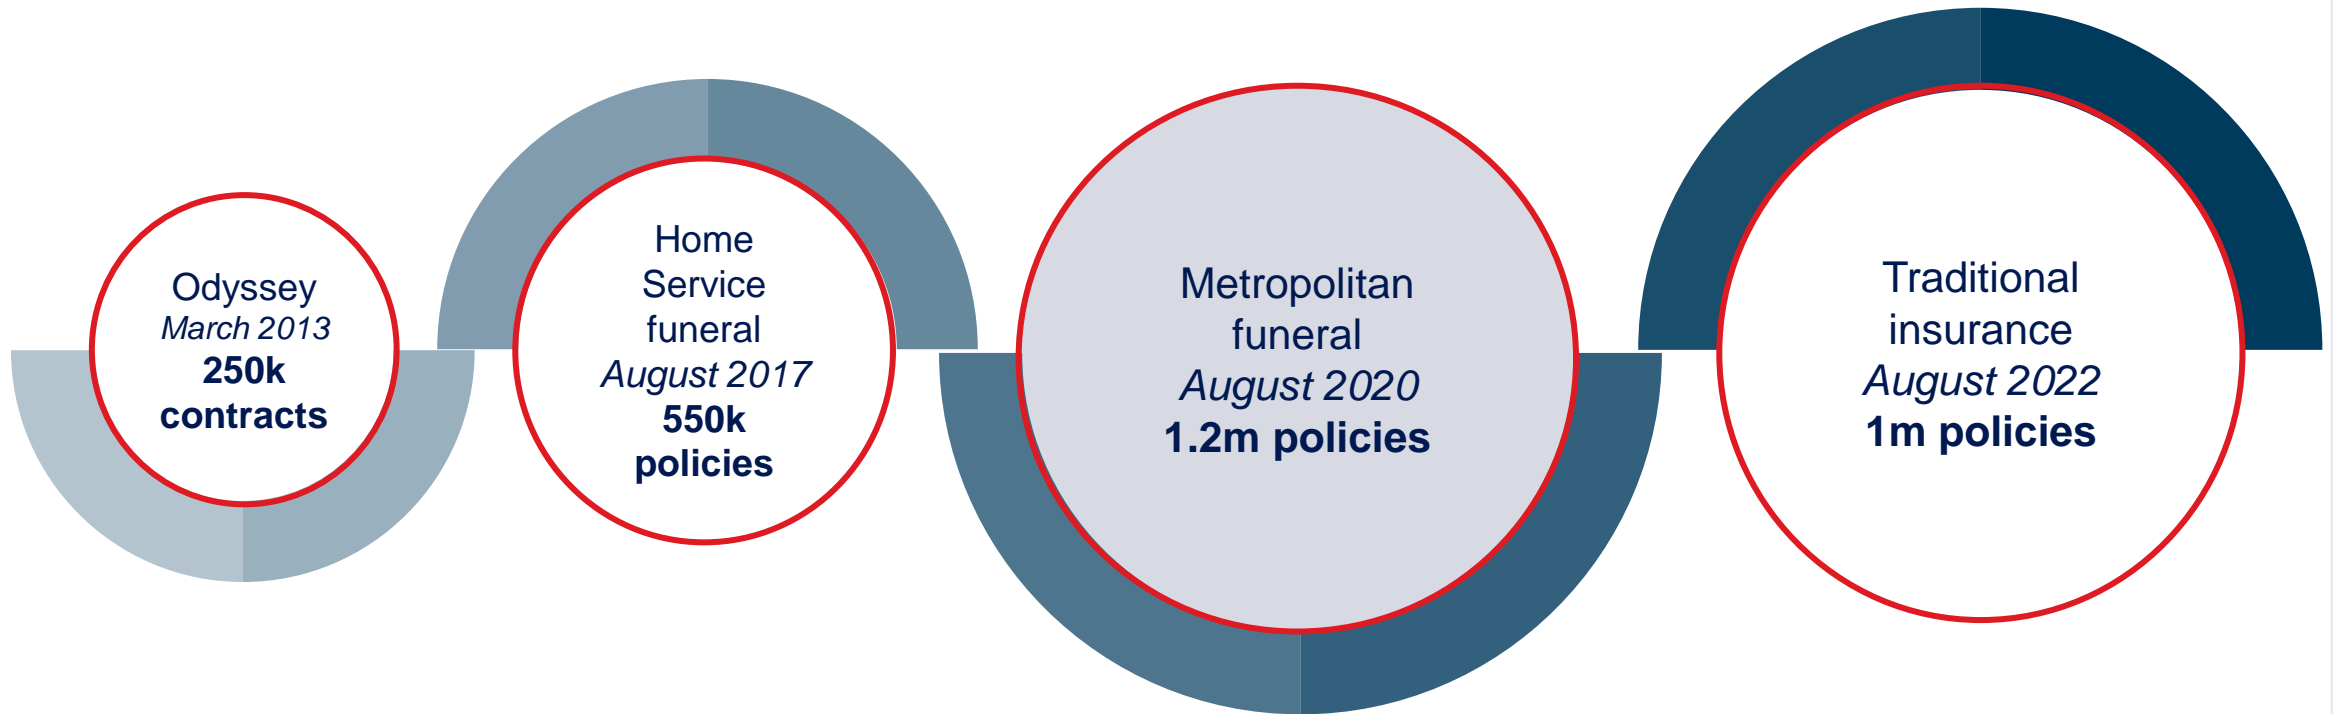 Odyssey
March 2013
250k
contracts
Home
Service
funeral
August 2017
550k
policies
Metropolitan
funeral
August 2020
1.2m policies
Traditional
insurance
August 2022
1m policies